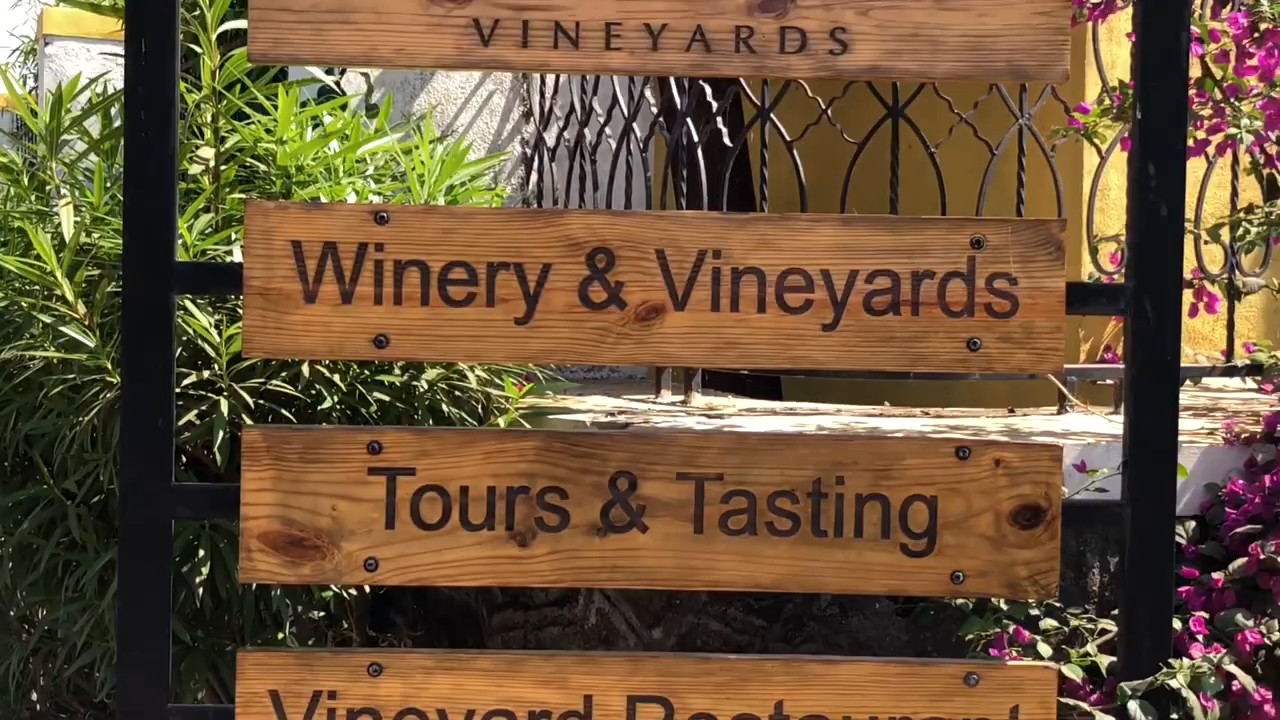 VINEYARDS
Winery & Vineyards
Tours & Tasting
Vineyard Restaurant